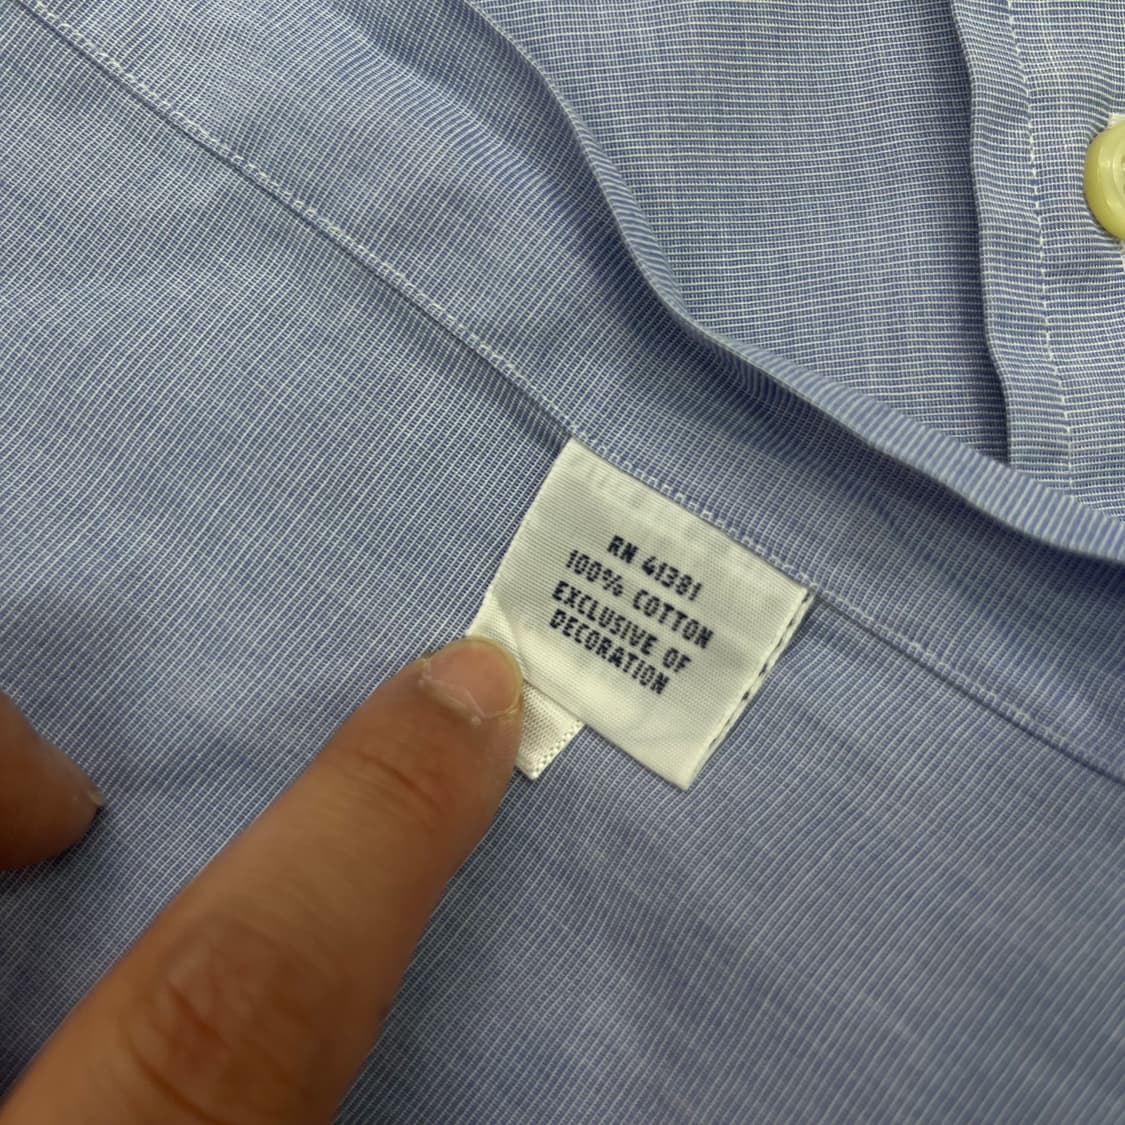 RN 41381
100% COTTON
EXCLUSIVE OF
DECORATION